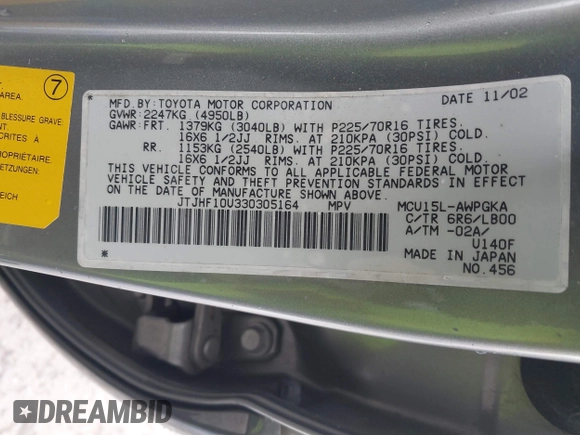 7
AREA:
BLESSURE GRAVE
ENT
CRITES À
PROPRIÉTAIRE.
REICH
MFD. BY:TOYOTA MOTOR CORPORATION DATE 11/02
GVWR:2247KG (4950LB)
GAWR:FRT. 1379KG (3040LB) WITH P225/70R16 TIRES.
16X6 1/2JJ RIMS. AT 210KPA (30PSI) COLD.
RR. 1153KG (2540LB) WITH P225/70R16 TIRES.
16X6 1/2JJ RIMS. AT 210KPA (30PSI) COLD.
THIS VEHICLE CONFORMS TO ALL APPLICABLE FEDERAL MOTOR
VEHICLE SAFETY AND THEFT PREVENTION STANDARDS IN EFFECT
ON THE DATE OF MANUFACTURE SHOWN ABOVE.
JTJHF10U330305164 MPV MCU15L-AWPGKA
C/TR 6R6/LB00
A/TM -02A/
U140F
MADE IN JAPAN
NO.456
DREAMBID